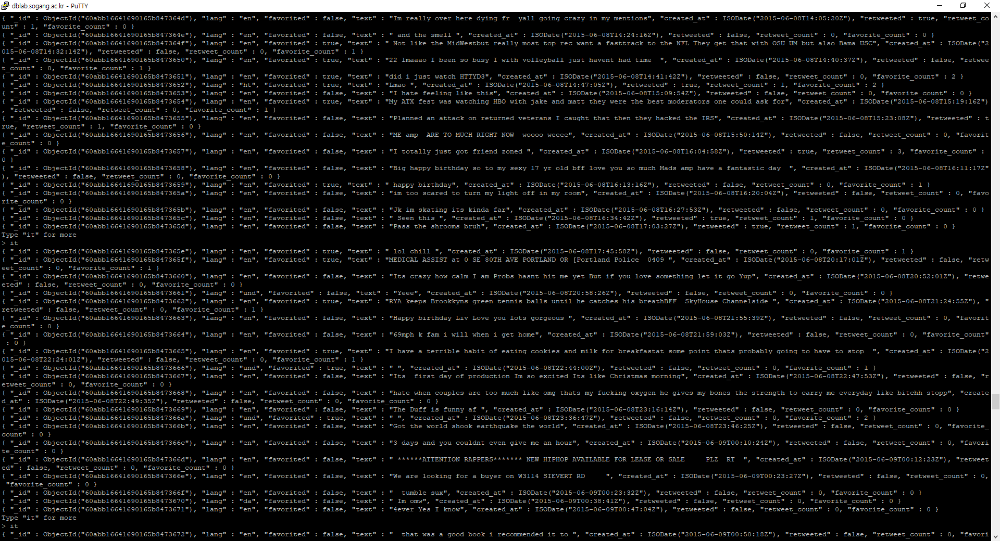 dblab.sogang.ac.kr - PuTTY
{ "_id" : ObjectId("60abb16641690165b847364d"), "lang" : "en", "favorited" : false, "text" : "Im really over here dying fr  yall going crazy in my mentions", "created_at" : ISODate("2015-06-08T14:05:20Z"), "retweeted" : true, "retweet_co
unt" : 1, "favorite_count" : 0 }
{ "_id" : ObjectId("60abb16641690165b847364e"), "lang" : "en", "favorited" : false, "text" : " and the smell ", "created_at" : ISODate("2015-06-08T14:24:16Z"), "retweeted" : false, "retweet_count" : 0, "favorite_count" : 0 }
{ "_id" : ObjectId("60abb16641690165b847364f"), "lang" : "en", "favorited" : true, "text" : " Not like the MidWestbut really most top rec want a fasttrack to the NFL They get that with OSU UM but also Bama USC", "created_at" : ISODate("2
015-06-08T14:32:14Z"), "retweeted" : false, "retweet_count" : 0, "favorite_count" : 1 }
{ "_id" : ObjectId("60abb16641690165b8473650"), "lang" : "en", "favorited" : true, "text" : "22 lmaaao I been so busy I with volleyball just havent had time  ", "created_at" : ISODate("2015-06-08T14:40:37Z"), "retweeted" : false, "retwee
t_count" : 0, "favorite_count" : 1 }
{ "_id" : ObjectId("60abb16641690165b8473651"), "lang" : "en", "favorited" : true, "text" : "did i just watch HTTYD3", "created_at" : ISODate("2015-06-08T14:41:42Z"), "retweeted" : false, "retweet_count" : 0, "favorite_count" : 2 }
{ "_id" : ObjectId("60abb16641690165b8473652"), "lang" : "ht", "favorited" : true, "text" : "Lmao ", "created_at" : ISODate("2015-06-08T14:47:05Z"), "retweeted" : true, "retweet_count" : 1, "favorite_count" : 2 }
{ "_id" : ObjectId("60abb16641690165b8473653"), "lang" : "en", "favorited" : false, "text" : "I hate feeling like this", "created_at" : ISODate("2015-06-08T15:09:54Z"), "retweeted" : false, "retweet_count" : 0, "favorite_count" : 0 }
{ "_id" : ObjectId("60abb16641690165b8473654"), "lang" : "en", "favorited" : true, "text" : "My ATX fest was watching HBO with jake and matt they were the best moderators one could ask for", "created_at" : ISODate("2015-06-08T15:19:16Z")
, "retweeted" : false, "retweet_count" : 0, "favorite_count" : 1 }
{ "_id" : ObjectId("60abb16641690165b8473655"), "lang" : "en", "favorited" : false, "text" : "Planned an attack on returned veterans I caught that then they hacked the IRS", "created_at" : ISODate("2015-06-08T15:23:08Z"), "retweeted" : t
rue, "retweet_count" : 1, "favorite_count" : 0 }
{ "_id" : ObjectId("60abb16641690165b8473656"), "lang" : "en", "favorited" : false, "text" : "ME amp  ARE TO MUCH RIGHT NOW  woooo weeee", "created_at" : ISODate("2015-06-08T15:50:14Z"), "retweeted" : false, "retweet_count" : 0, "favorit
e_count" : 0 }
{ "_id" : ObjectId("60abb16641690165b8473657"), "lang" : "en", "favorited" : false, "text" : "I totally just got friend zoned ", "created_at" : ISODate("2015-06-08T16:04:58Z"), "retweeted" : true, "retweet_count" : 3, "favorite_count" :
0 }
{ "_id" : ObjectId("60abb16641690165b8473658"), "lang" : "en", "favorited" : false, "text" : "Big happy birthday so to my sexy 17 yr old bff love you so much Mads amp have a fantastic day  ", "created_at" : ISODate("2015-06-08T16:11:17Z"
), "retweeted" : false, "retweet_count" : 0, "favorite_count" : 0 }
{ "_id" : ObjectId("60abb16641690165b8473659"), "lang" : "en", "favorited" : true, "text" : " happy birthday", "created_at" : ISODate("2015-06-08T16:13:16Z"), "retweeted" : false, "retweet_count" : 0, "favorite_count" : 1 }
{ "_id" : ObjectId("60abb16641690165b847365a"), "lang" : "en", "favorited" : false, "text" : "im too scared to turn my light off in my room", "created_at" : ISODate("2015-06-08T16:20:04Z"), "retweeted" : false, "retweet_count" : 0, "favo
rite_count" : 0 }
{ "_id" : ObjectId("60abb16641690165b847365b"), "lang" : "en", "favorited" : false, "text" : "Jk im skating its kinda far", "created_at" : ISODate("2015-06-08T16:27:53Z"), "retweeted" : false, "retweet_count" : 0, "favorite_count" : 0 }
{ "_id" : ObjectId("60abb16641690165b847365c"), "lang" : "en", "favorited" : false, "text" : " Seen this ", "created_at" : ISODate("2015-06-08T16:34:42Z"), "retweeted" : true, "retweet_count" : 1, "favorite_count" : 0 }
{ "_id" : ObjectId("60abb16641690165b847365d"), "lang" : "en", "favorited" : false, "text" : "Pass the shrooms bruh", "created_at" : ISODate("2015-06-08T17:03:27Z"), "retweeted" : true, "retweet_count" : 1, "favorite_count" : 0 }
Type "it" for more
> it
{ "_id" : ObjectId("60abb16641690165b847365e"), "lang" : "en", "favorited" : true, "text" : " lol chill ", "created_at" : ISODate("2015-06-08T17:45:58Z"), "retweeted" : false, "retweet_count" : 0, "favorite_count" : 1 }
{ "_id" : ObjectId("60abb16641690165b847365f"), "lang" : "en", "favorited" : true, "text" : "MEDICAL ASSIST at 0 SE 80TH AVE PORTLAND OR [Portland Police  0409 ", "created_at" : ISODate("2015-06-08T20:17:01Z"), "retweeted" : false, "retw
eet_count" : 0, "favorite_count" : 1 }
{ "_id" : ObjectId("60abb16641690165b8473660"), "lang" : "en", "favorited" : false, "text" : "Its crazy how calm I am Probs hasnt hit me yet But if you love something let it go Yup", "created_at" : ISODate("2015-06-08T20:52:01Z"), "retwe
eted" : false, "retweet_count" : 0, "favorite_count" : 0 }
{ "_id" : ObjectId("60abb16641690165b8473661"), "lang" : "und", "favorited" : false, "text" : "Yeee", "created_at" : ISODate("2015-06-08T20:58:26Z"), "retweeted" : false, "retweet_count" : 0, "favorite_count" : 0 }
{ "_id" : ObjectId("60abb16641690165b8473662"), "lang" : "en", "favorited" : true, "text" : "RYA keeps Brookkyns green tennis balls until he catches his breathBFF  SkyHouse Channelside ", "created_at" : ISODate("2015-06-08T21:24:55Z"), "
retweeted" : false, "retweet_count" : 0, "favorite_count" : 1 }
{ "_id" : ObjectId("60abb16641690165b8473663"), "lang" : "en", "favorited" : false, "text" : "Happy birthday Liv Love you lots gorgeous ", "created_at" : ISODate("2015-06-08T21:55:39Z"), "retweeted" : false, "retweet_count" : 0, "favorit
e_count" : 0 }
{ "_id" : ObjectId("60abb16641690165b8473664"), "lang" : "en", "favorited" : false, "text" : "69mph k fam i will when i get home", "created_at" : ISODate("2015-06-08T21:59:03Z"), "retweeted" : false, "retweet_count" : 0, "favorite_count"
 : 0 }
{ "_id" : ObjectId("60abb16641690165b8473665"), "lang" : "en", "favorited" : true, "text" : "I have a terrible habit of eating cookies and milk for breakfastat some point thats probably going to have to stop  ", "created_at" : ISODate("2
015-06-08T22:24:01Z"), "retweeted" : false, "retweet_count" : 0, "favorite_count" : 1 }
{ "_id" : ObjectId("60abb16641690165b8473666"), "lang" : "und", "favorited" : true, "text" : " ", "created_at" : ISODate("2015-06-08T22:44:00Z"), "retweeted" : false, "retweet_count" : 0, "favorite_count" : 1 }
{ "_id" : ObjectId("60abb16641690165b8473667"), "lang" : "en", "favorited" : false, "text" : "Its  first day of production Im so excited Its like Christmas morning", "created_at" : ISODate("2015-06-08T22:47:53Z"), "retweeted" : false, "r
etweet_count" : 0, "favorite_count" : 0 }
{ "_id" : ObjectId("60abb16641690165b8473668"), "lang" : "en", "favorited" : false, "text" : "hate when couples are too much like omg thats my fucking oxygen he gives my bones the strength to carry me everyday like bitchh stopp", "create
d_at" : ISODate("2015-06-08T22:49:35Z"), "retweeted" : false, "retweet_count" : 0, "favorite_count" : 0 }
{ "_id" : ObjectId("60abb16641690165b8473669"), "lang" : "en", "favorited" : false, "text" : "The Duff is funny af ", "created_at" : ISODate("2015-06-08T23:16:14Z"), "retweeted" : false, "retweet_count" : 0, "favorite_count" : 0 }
{ "_id" : ObjectId("60abb16641690165b847366a"), "lang" : "und", "favorited" : true, "text" : " ", "created_at" : ISODate("2015-06-08T23:36:47Z"), "retweeted" : false, "retweet_count" : 0, "favorite_count" : 2 }
{ "_id" : ObjectId("60abb16641690165b847366b"), "lang" : "en", "favorited" : false, "text" : "Got the world shook earthquake the world", "created_at" : ISODate("2015-06-08T23:46:25Z"), "retweeted" : false, "retweet_count" : 0, "favorite_
count" : 0 }
{ "_id" : ObjectId("60abb16641690165b847366c"), "lang" : "en", "favorited" : false, "text" : "3 days and you couldnt even give me an hour", "created_at" : ISODate("2015-06-09T00:10:24Z"), "retweeted" : false, "retweet_count" : 0, "favori
te_count" : 0 }
{ "_id" : ObjectId("60abb16641690165b847366d"), "lang" : "en", "favorited" : false, "text" : " ******ATTENTION RAPPERS******* NEW HIPHOP AVAILABLE FOR LEASE OR SALE     PLZ  RT  ", "created_at" : ISODate("2015-06-09T00:12:23Z"), "retweet
ed" : false, "retweet_count" : 0, "favorite_count" : 0 }
{ "_id" : ObjectId("60abb16641690165b847366e"), "lang" : "en", "favorited" : false, "text" : "We are looking for a buyer on W3114 SIEVERT RD     ", "created_at" : ISODate("2015-06-09T00:23:27Z"), "retweeted" : false, "retweet_count" : 0,
 "favorite_count" : 0 }
{ "_id" : ObjectId("60abb16641690165b847366f"), "lang" : "en", "favorited" : false, "text" : "  tumble sux", "created_at" : ISODate("2015-06-09T00:23:32Z"), "retweeted" : false, "retweet_count" : 0, "favorite_count" : 0 }
{ "_id" : ObjectId("60abb16641690165b8473670"), "lang" : "da", "favorited" : false, "text" : " Im omw", "created_at" : ISODate("2015-06-09T00:38:41Z"), "retweeted" : false, "retweet_count" : 0, "favorite_count" : 0 }
{ "_id" : ObjectId("60abb16641690165b8473671"), "lang" : "en", "favorited" : false, "text" : "4ever Yes I know", "created_at" : ISODate("2015-06-09T00:47:04Z"), "retweeted" : false, "retweet_count" : 0, "favorite_count" : 0 }
Type "it" for more
> it
{ "_id" : ObjectId("60abb16641690165b8473672"), "lang" : "en", "favorited" : false, "text" : "  that was a good book i recommended it to ", "created_at" : ISODate("2015-06-09T00:50:18Z"), "retweeted" : false, "retweet_count" : 0, "favori